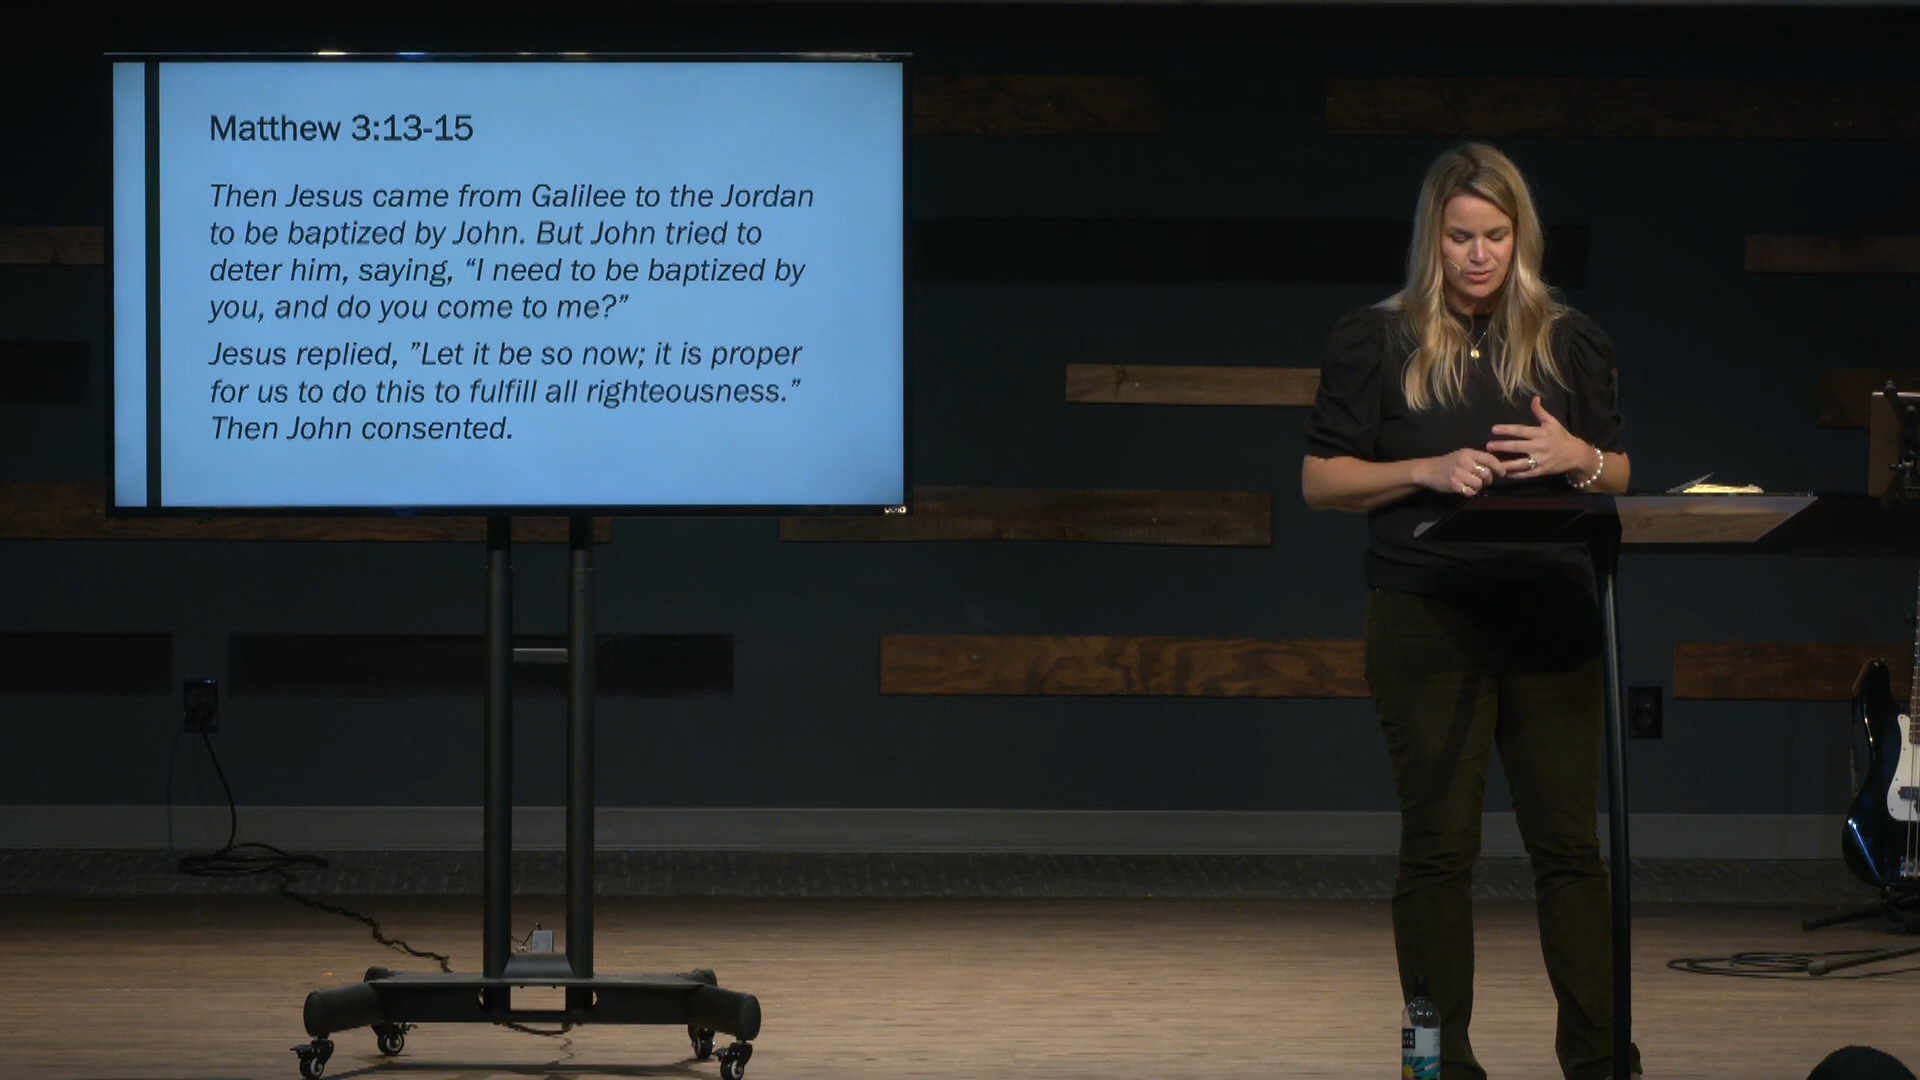 Matthew 3:13-15
Then Jesus came from Galilee to the Jordan
to be baptized by John. But John tried to
deter him, saying, “I need to be baptized by
you, and do you come to me?”
Jesus replied, ”Let it be so now; it is proper
for us to do this to fulfill all righteousness.”
Then John consented.
VIZIO